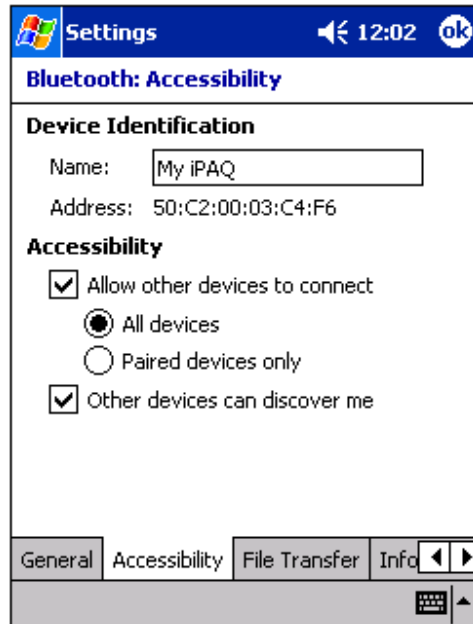 Settings 12:02 ok
Bluetooth: Accessibility
Device Identification
Name: My iPAQ
Address: 50:C2:00:03:C4:F6
Accessibility
Allow other devices to connect
All devices
Paired devices only
Other devices can discover me
General Accessibility File Transfer Info